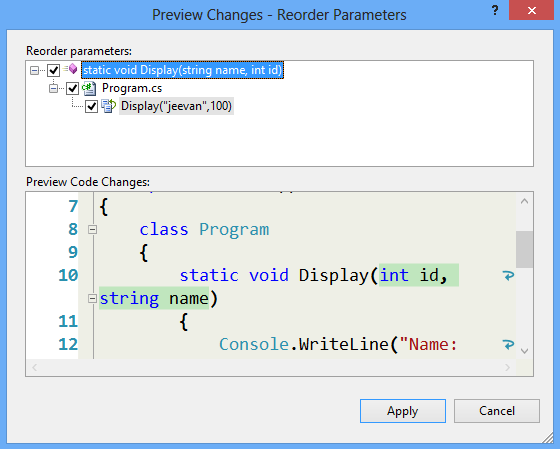 Preview Changes - Reorder Parameters
?
Reorder parameters:
static void Display(string name, int id)
Program.cs
Display("jeevan",100)
Preview Code Changes:
7 {
8 class Program
9 {
10 static void Display(int id,
string name)
11 {
12 Console.WriteLine("Name:
Apply Cancel